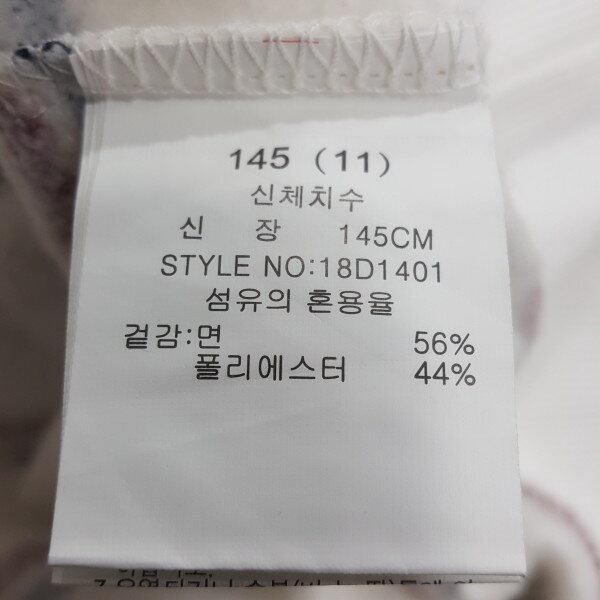 145 (11)
신체치수
신 장 145CM
STYLE NO:18D1401
섬유의 혼용율
겉감:면 56%
폴리에스터 44%